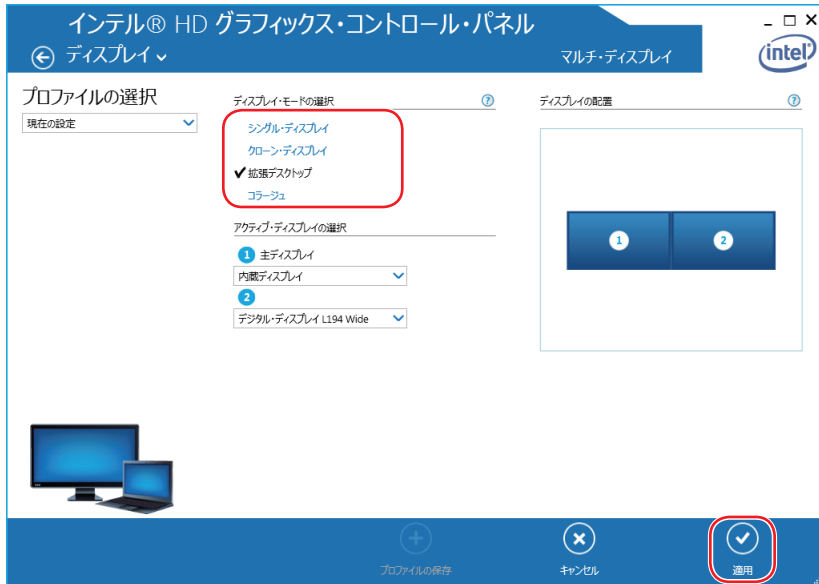 インテル® HD グラフィックス・コントロール・パネル
ディスプレイ
マルチ・ディスプレイ
intel
プロファイルの選択
現在の設定
ディスプレイ・モードの選択
?
シングル・ディスプレイ
クローン・ディスプレイ
拡張デスクトップ
コラージュ
アクティブ・ディスプレイの選択
1 主ディスプレイ
内蔵ディスプレイ
2
デジタル・ディスプレイ L194 Wide
ディスプレイの配置
?
1
2
プロファイルの保存
キャンセル
適用